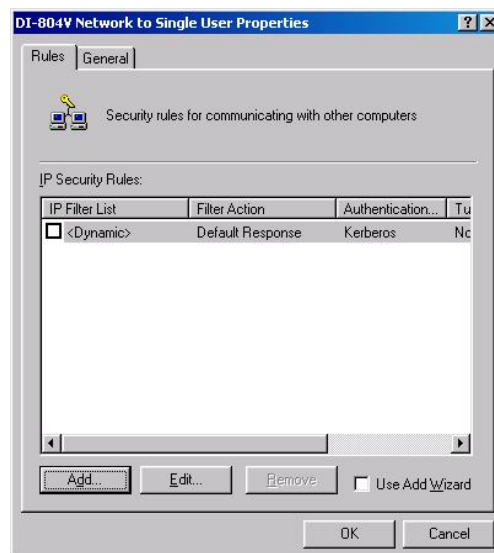 DI-804V Network to Single User Properties
Rules General
Security rules for communicating with other computers
IP Security Rules:
IP Filter List Filter Action Authentication... Tu
<Dynamic> Default Response Kerberos No
Add... Edit... Remove Use Add Wizard
OK Cancel